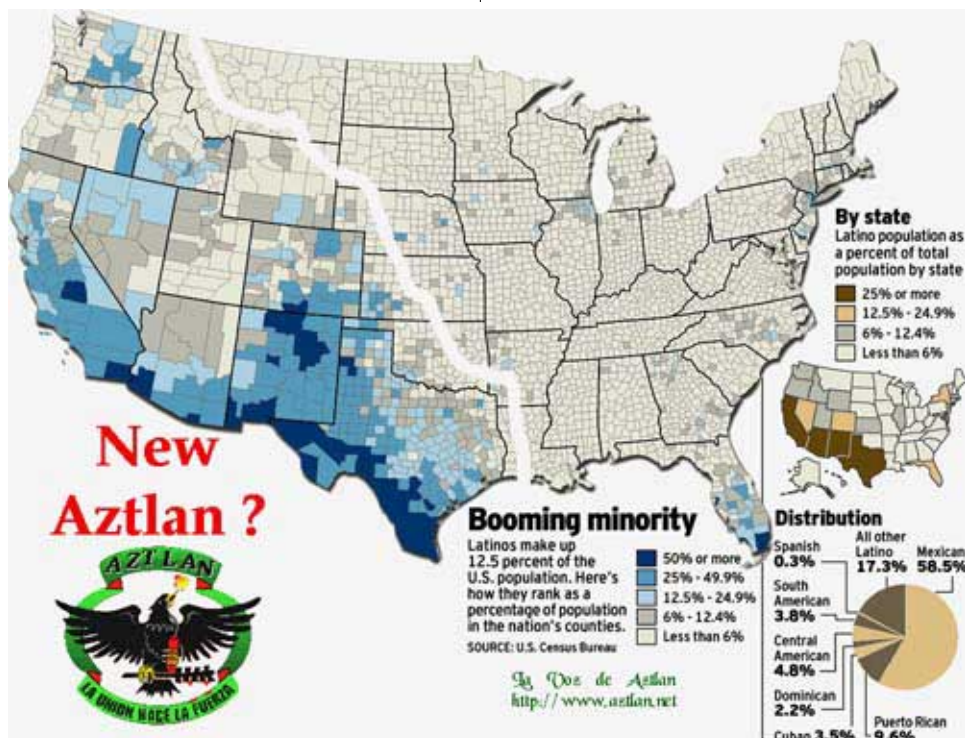 New
Aztlan ?
AZTLAN
LA UNION HACE LA FUERZA
Booming minority
Latinos make up
12.5 percent of the
U.S. population. Here's
how they rank as a
percentage of population
in the nation's counties.
SOURCE: U.S. Census Bureau
50% or more
25% - 49.9%
12.5% - 24.9%
6% - 12.4%
Less than 6%
La Voz de Aztlan
http://www.aztlan.net
By state
Latino population as
a percent of total
population by state
25% or more
12.5% - 24.9%
6% - 12.4%
Less than 6%
Distribution
Spanish
0.3%
All other
Latino
17.3%
Mexican
58.5%
South
American
3.8%
Central
American
4.8%
Dominican
2.2%
Cuban 3.5%
Puerto Rican
9.6%